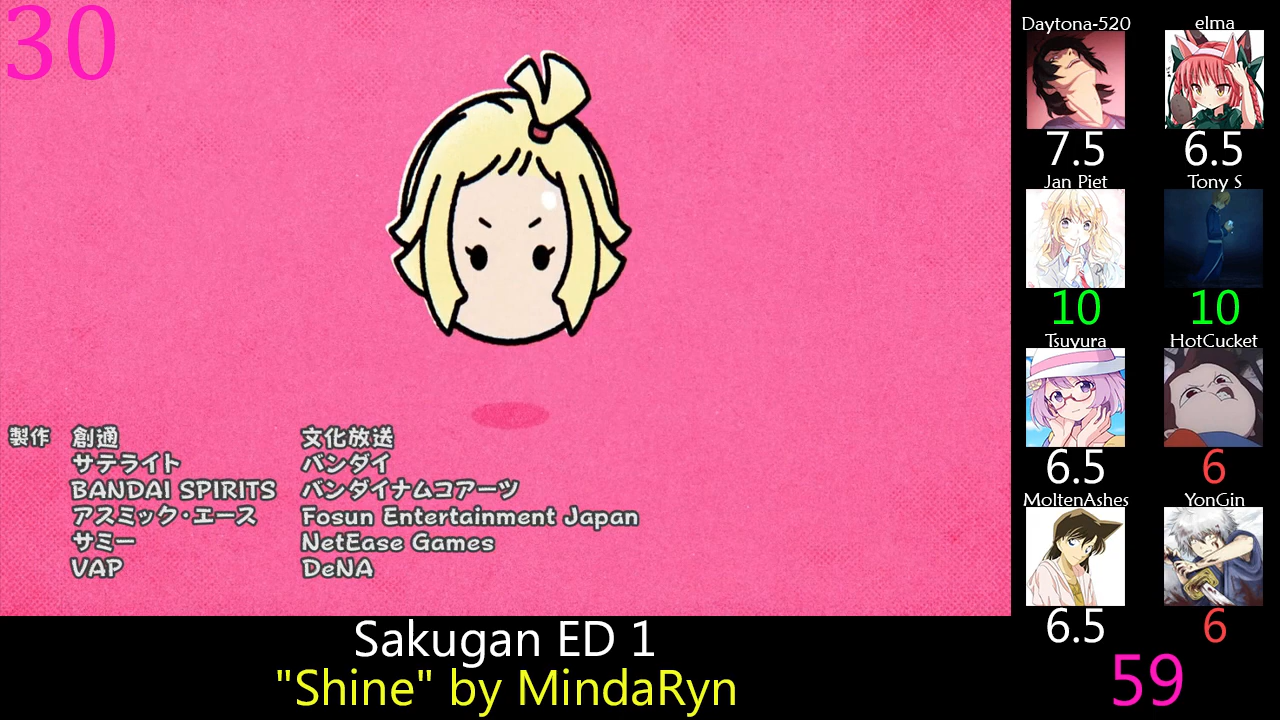 30
製作 創通 文化放送
サテライト バンダイ
BANDAI SPIRITS バンダイナムコアーツ
アスミック・エース Fosun Entertainment Japan
サミー NetEase Games
VAP DeNA
Sakugan ED 1
"Shine" by MindaRyn
Daytona-520 elma
7.5 6.5
Jan Piet Tony S
10 10
Tsuyura HotCucket
6.5 6
MoltenAshes YonGin
6.5 6
59